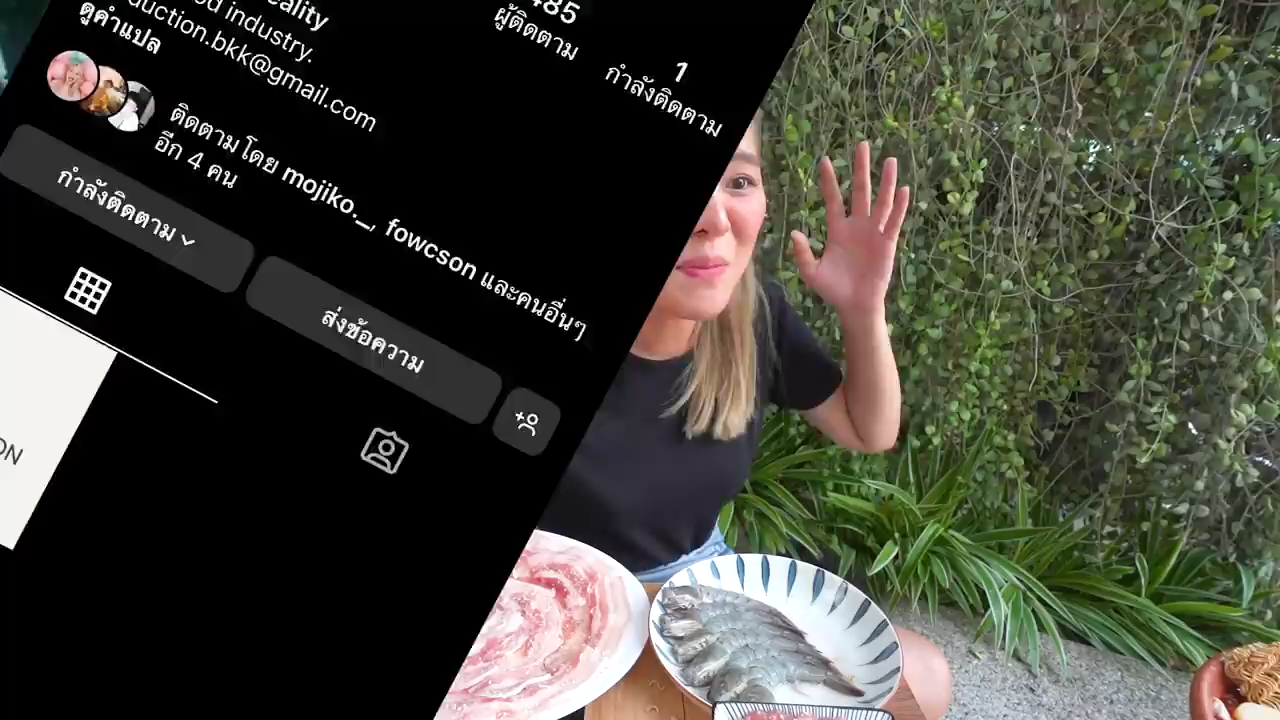 485
ผู้ติดตาม
1
กำลังติดตาม
industry.
ดูคำแปล
duction.bkk@gmail.com
ติดตามโดย mojiko._, fowcson และคนอื่นๆ
อีก 4 คน
กำลังติดตาม
ส่งข้อความ
ON